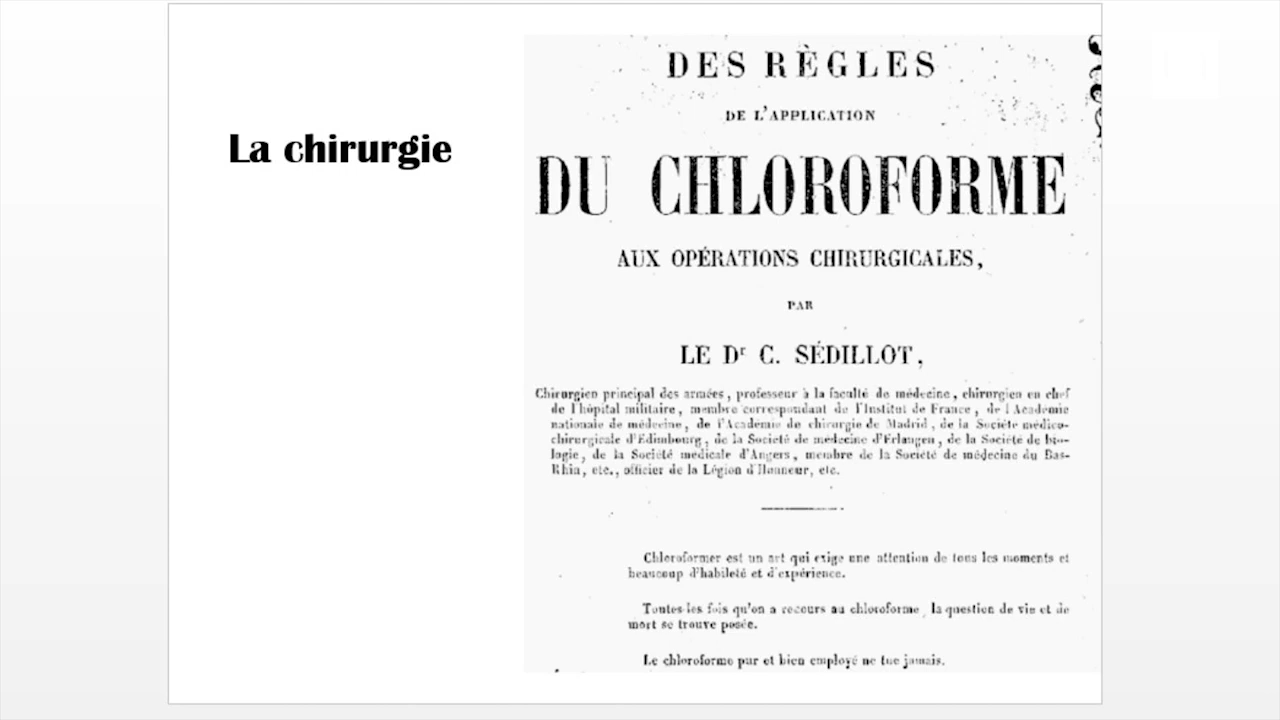 La chirurgie
DES RÈGLES
DE L'APPLICATION
DU CHLOROFORME
AUX OPÉRATIONS CHIRURGICALES,
PAR
LE Dr C. SÉDILLOT,
Chirurgien principal des armées, professeur à la faculté de médecine, chirurgien en chef
de l'hôpital militaire, membre correspondant de l'Institut de France, de l'Académie
nationale de médecine, de l'Académie de chirurgie de Madrid, de la Société médico-
chirurgicale d'Edimbourg, de la Société de médecine d'Erlangen, de la Société de bio-
logie, de la Société médicale d'Angers, membre de la Société de médecine du Bas-
Rhin, etc., officier de la Légion d'Honneur, etc.
Chloroformer est un art qui exige une attention de tous les moments et
beaucoup d'habileté et d'expérience.
Toutes les fois qu'on a recours au chloroforme, la question de vie et de
mort se trouve posée.
Le chloroforme pur et bien employé ne tue jamais.